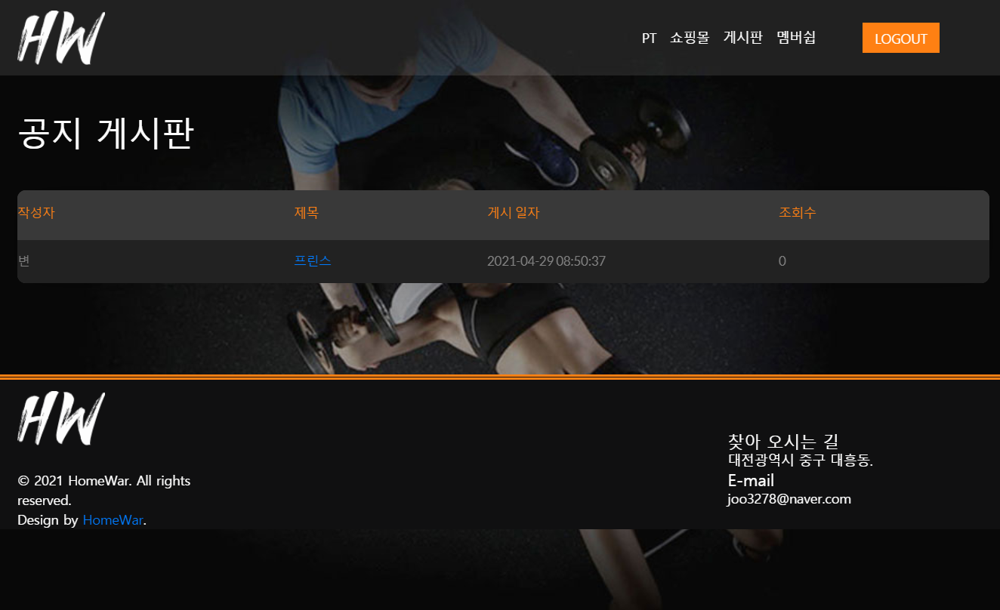 HW
PT 쇼핑몰 게시판 멤버쉽 LOGOUT
공지 게시판
작성자 제목 게시 일자 조회수
변 프린스 2021-04-29 08:50:37 0
HW
© 2021 HomeWar. All rights
reserved.
Design by HomeWar.
찾아 오시는 길
대전광역시 중구 대흥동.
E-mail
joo3278@naver.com